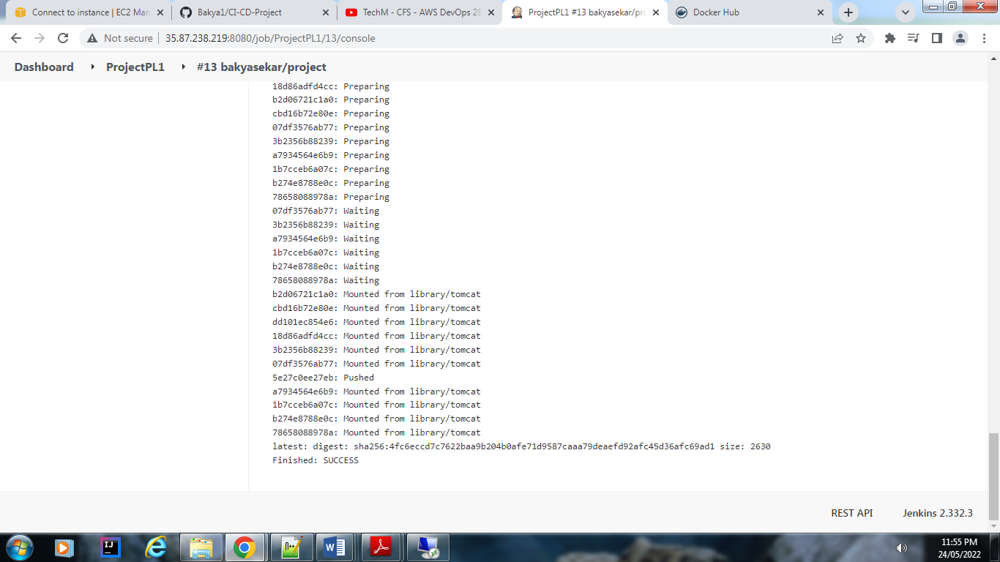 Connect to instance | EC2 Man
Bakya1/CI-CD-Project
TechM - CFS - AWS DevOps 2E
ProjectPL1 #13 bakyasekar/pro
Docker Hub
Not secure
35.87.238.219:8080/job/ProjectPL1/13/console
Dashboard ProjectPL1 #13 bakyasekar/project
18d86adfd4cc: Preparing
b2d06721c1a0: Preparing
cbd16b72e80e: Preparing
07df3576ab77: Preparing
3b2356b88239: Preparing
a7934564e6b9: Preparing
1b7cceb6a07c: Preparing
b274e8788e0c: Preparing
78658088978a: Preparing
07df3576ab77: Waiting
3b2356b88239: Waiting
a7934564e6b9: Waiting
1b7cceb6a07c: Waiting
b274e8788e0c: Waiting
78658088978a: Waiting
b2d06721c1a0: Mounted from library/tomcat
cbd16b72e80e: Mounted from library/tomcat
dd101ec854e6: Mounted from library/tomcat
18d86adfd4cc: Mounted from library/tomcat
3b2356b88239: Mounted from library/tomcat
07df3576ab77: Mounted from library/tomcat
5e27c0ee27eb: Pushed
a7934564e6b9: Mounted from library/tomcat
1b7cceb6a07c: Mounted from library/tomcat
b274e8788e0c: Mounted from library/tomcat
78658088978a: Mounted from library/tomcat
latest: digest: sha256:4fc6eccd7c7622baa9b204b0afe71d9587caaa79deaefd92afc45d36afc69ad1 size: 2630
Finished: SUCCESS
REST API
Jenkins 2.332.3
IJ
11:55 PM
24/05/2022